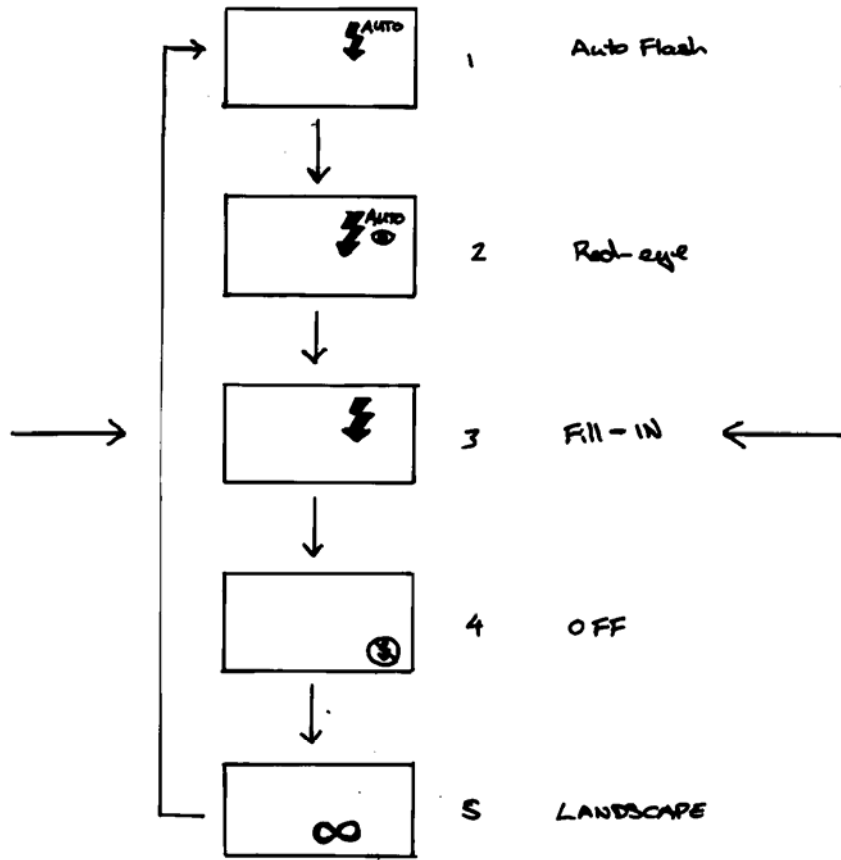 AUTO
1 Auto Flash
AUTO
2 Red-eye
3 Fill-IN
4 OFF
5 LANDSCAPE